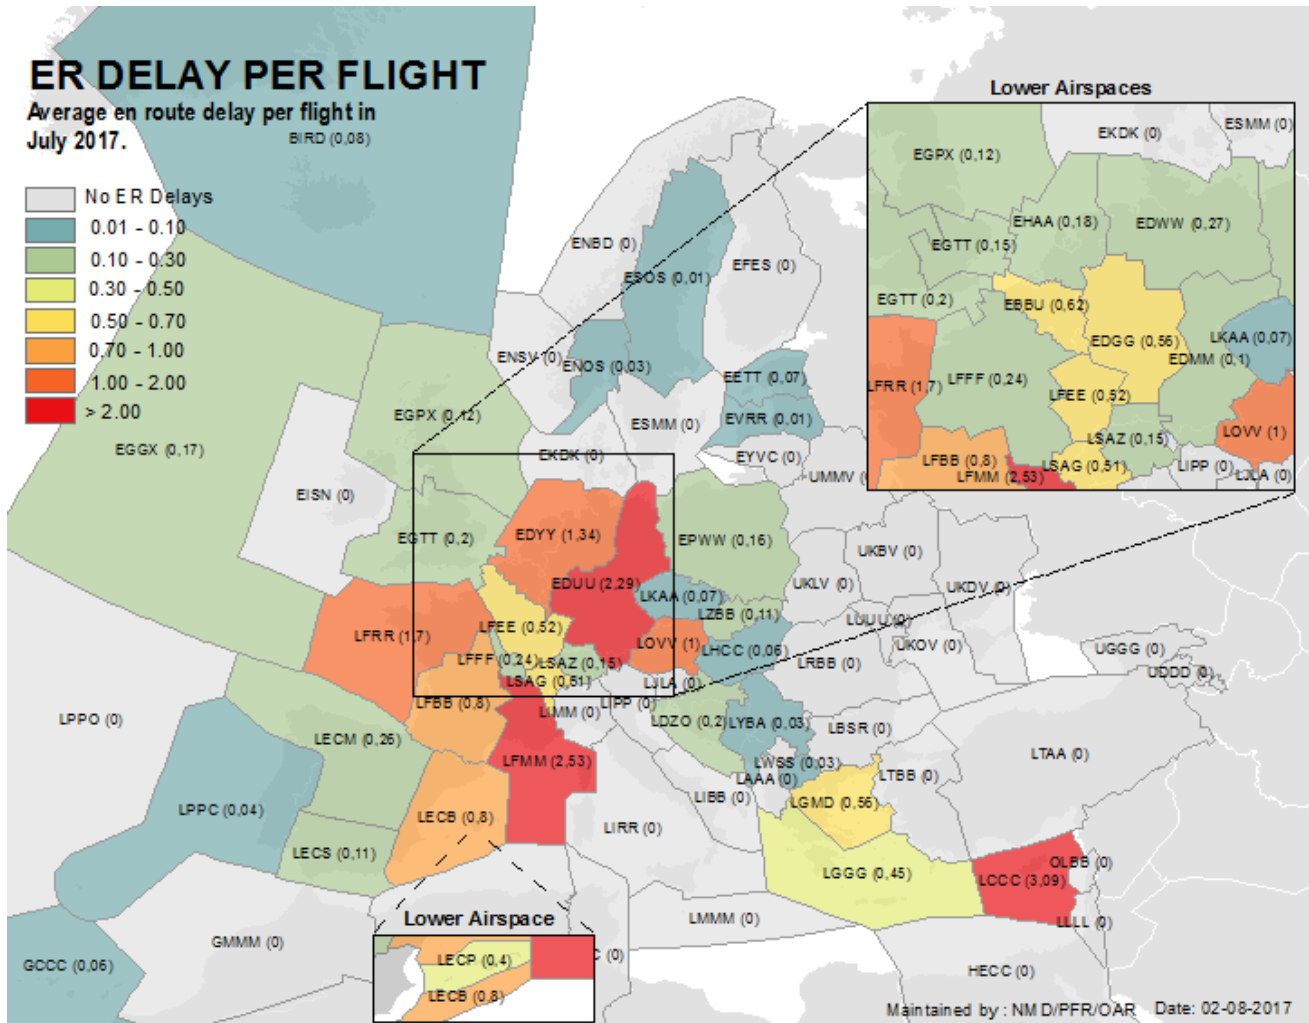 ER DELAY PER FLIGHT
Average en route delay per flight in
July 2017.
No ER Delays
0.01 - 0.10
0.10 - 0.30
0.30 - 0.50
0.50 - 0.70
0,70 - 1.00
1.00 - 2.00
> 2.00
BIRD (0,08)
ENBD (0)
ESOS (0,01)
EFES (0)
ENSV (0)
ENOS (0,03)
EETT (0,07)
EVRR (0,01)
EGPX (0,12)
ESMM (0)
EGGX (0,17)
EKDK (0)
EYVC (0)
UMMV (
EISN (0)
EGTT (0,2)
EDYY (1,34)
EPWW (0,16)
UKBV (0)
EDUU (2,29)
LKAA (0,07)
UKLV (0)
UKDV (0)
LZBB (0,11)
LFRR (1,7)
LFEE (0,52)
LOVV (1)
LHCC (0,06)
LUUU (0)
UKOV (0)
UGGG (0)
LFFF (0,24)
LSAZ (0,15)
LRBB (0)
UDDD (0)
LSAG (0,51)
LJLA (0)
LFBB (0,8)
LIMM (0)
LIPP (0)
LPPO (0)
LECM (0,26)
LDZO (0,2)
LYBA (0,03)
LBSR (0)
LTAA (0)
LFMM (2,53)
LWSS (0,03)
LAAA (0)
LTBB (0)
LPPC (0,04)
LECB (0,8)
LIBB (0)
LGMD (0,56)
LIRR (0)
LECS (0,11)
LGGG (0,45)
OLBB (0)
LCCC (3,09)
LMMM (0)
LLLL (0)
GMMM (0)
GCCC (0,06)
C (0)
HECC (0)
Lower Airspaces
EKDK (0)
ESMM (0)
EGPX (0,12)
EHAA (0,18)
EDWW (0,27)
EGTT (0,15)
EGTT (0,2)
EBBU (0,62)
EDGG (0,56)
LKAA (0,07)
EDMM (0,1)
LFRR (1,7)
LFFF (0,24)
LFEE (0,52)
LOVV (1)
LSAZ (0,15)
LFBB (0,8)
LSAG (0,51)
LIPP (0)
LFMM (2,53)
LJLA (0)
Lower Airspace
LECP (0,4)
LECB (0,8)
Maintained by : NMD/PFR/OAR Date: 02-08-2017